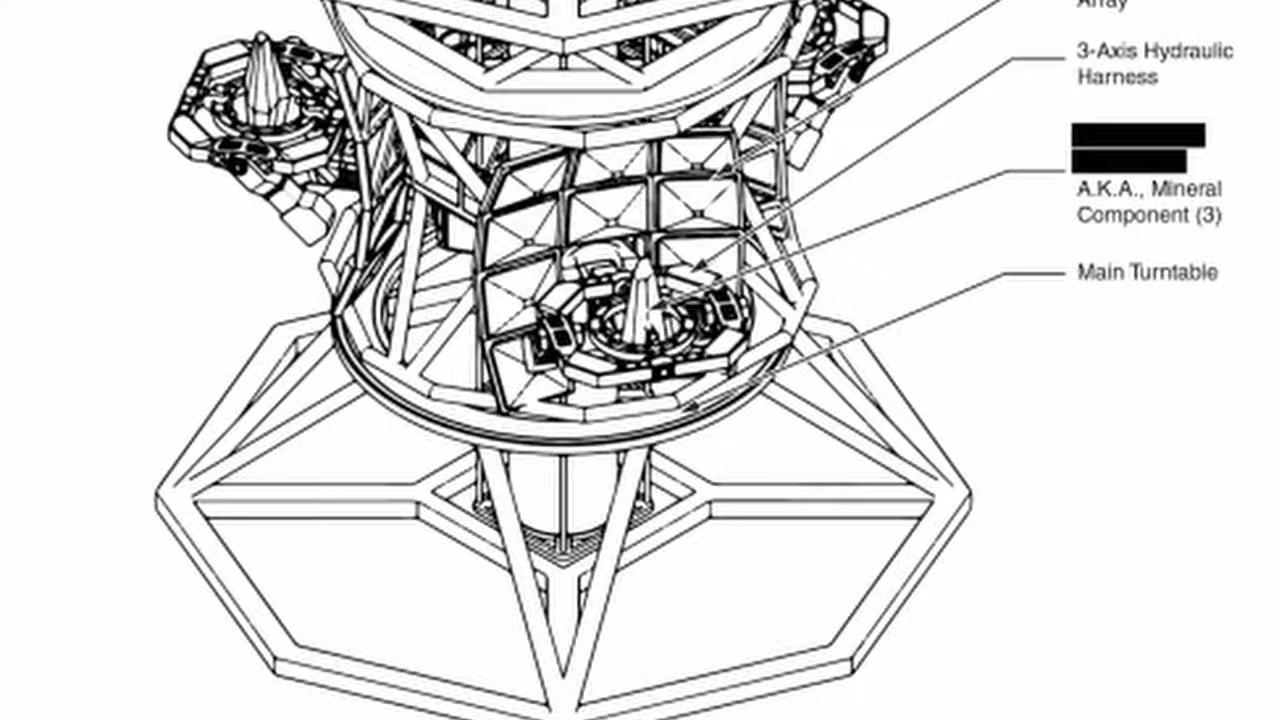 Array
3-Axis Hydraulic
Harness
A.K.A., Mineral
Component (3)
Main Turntable